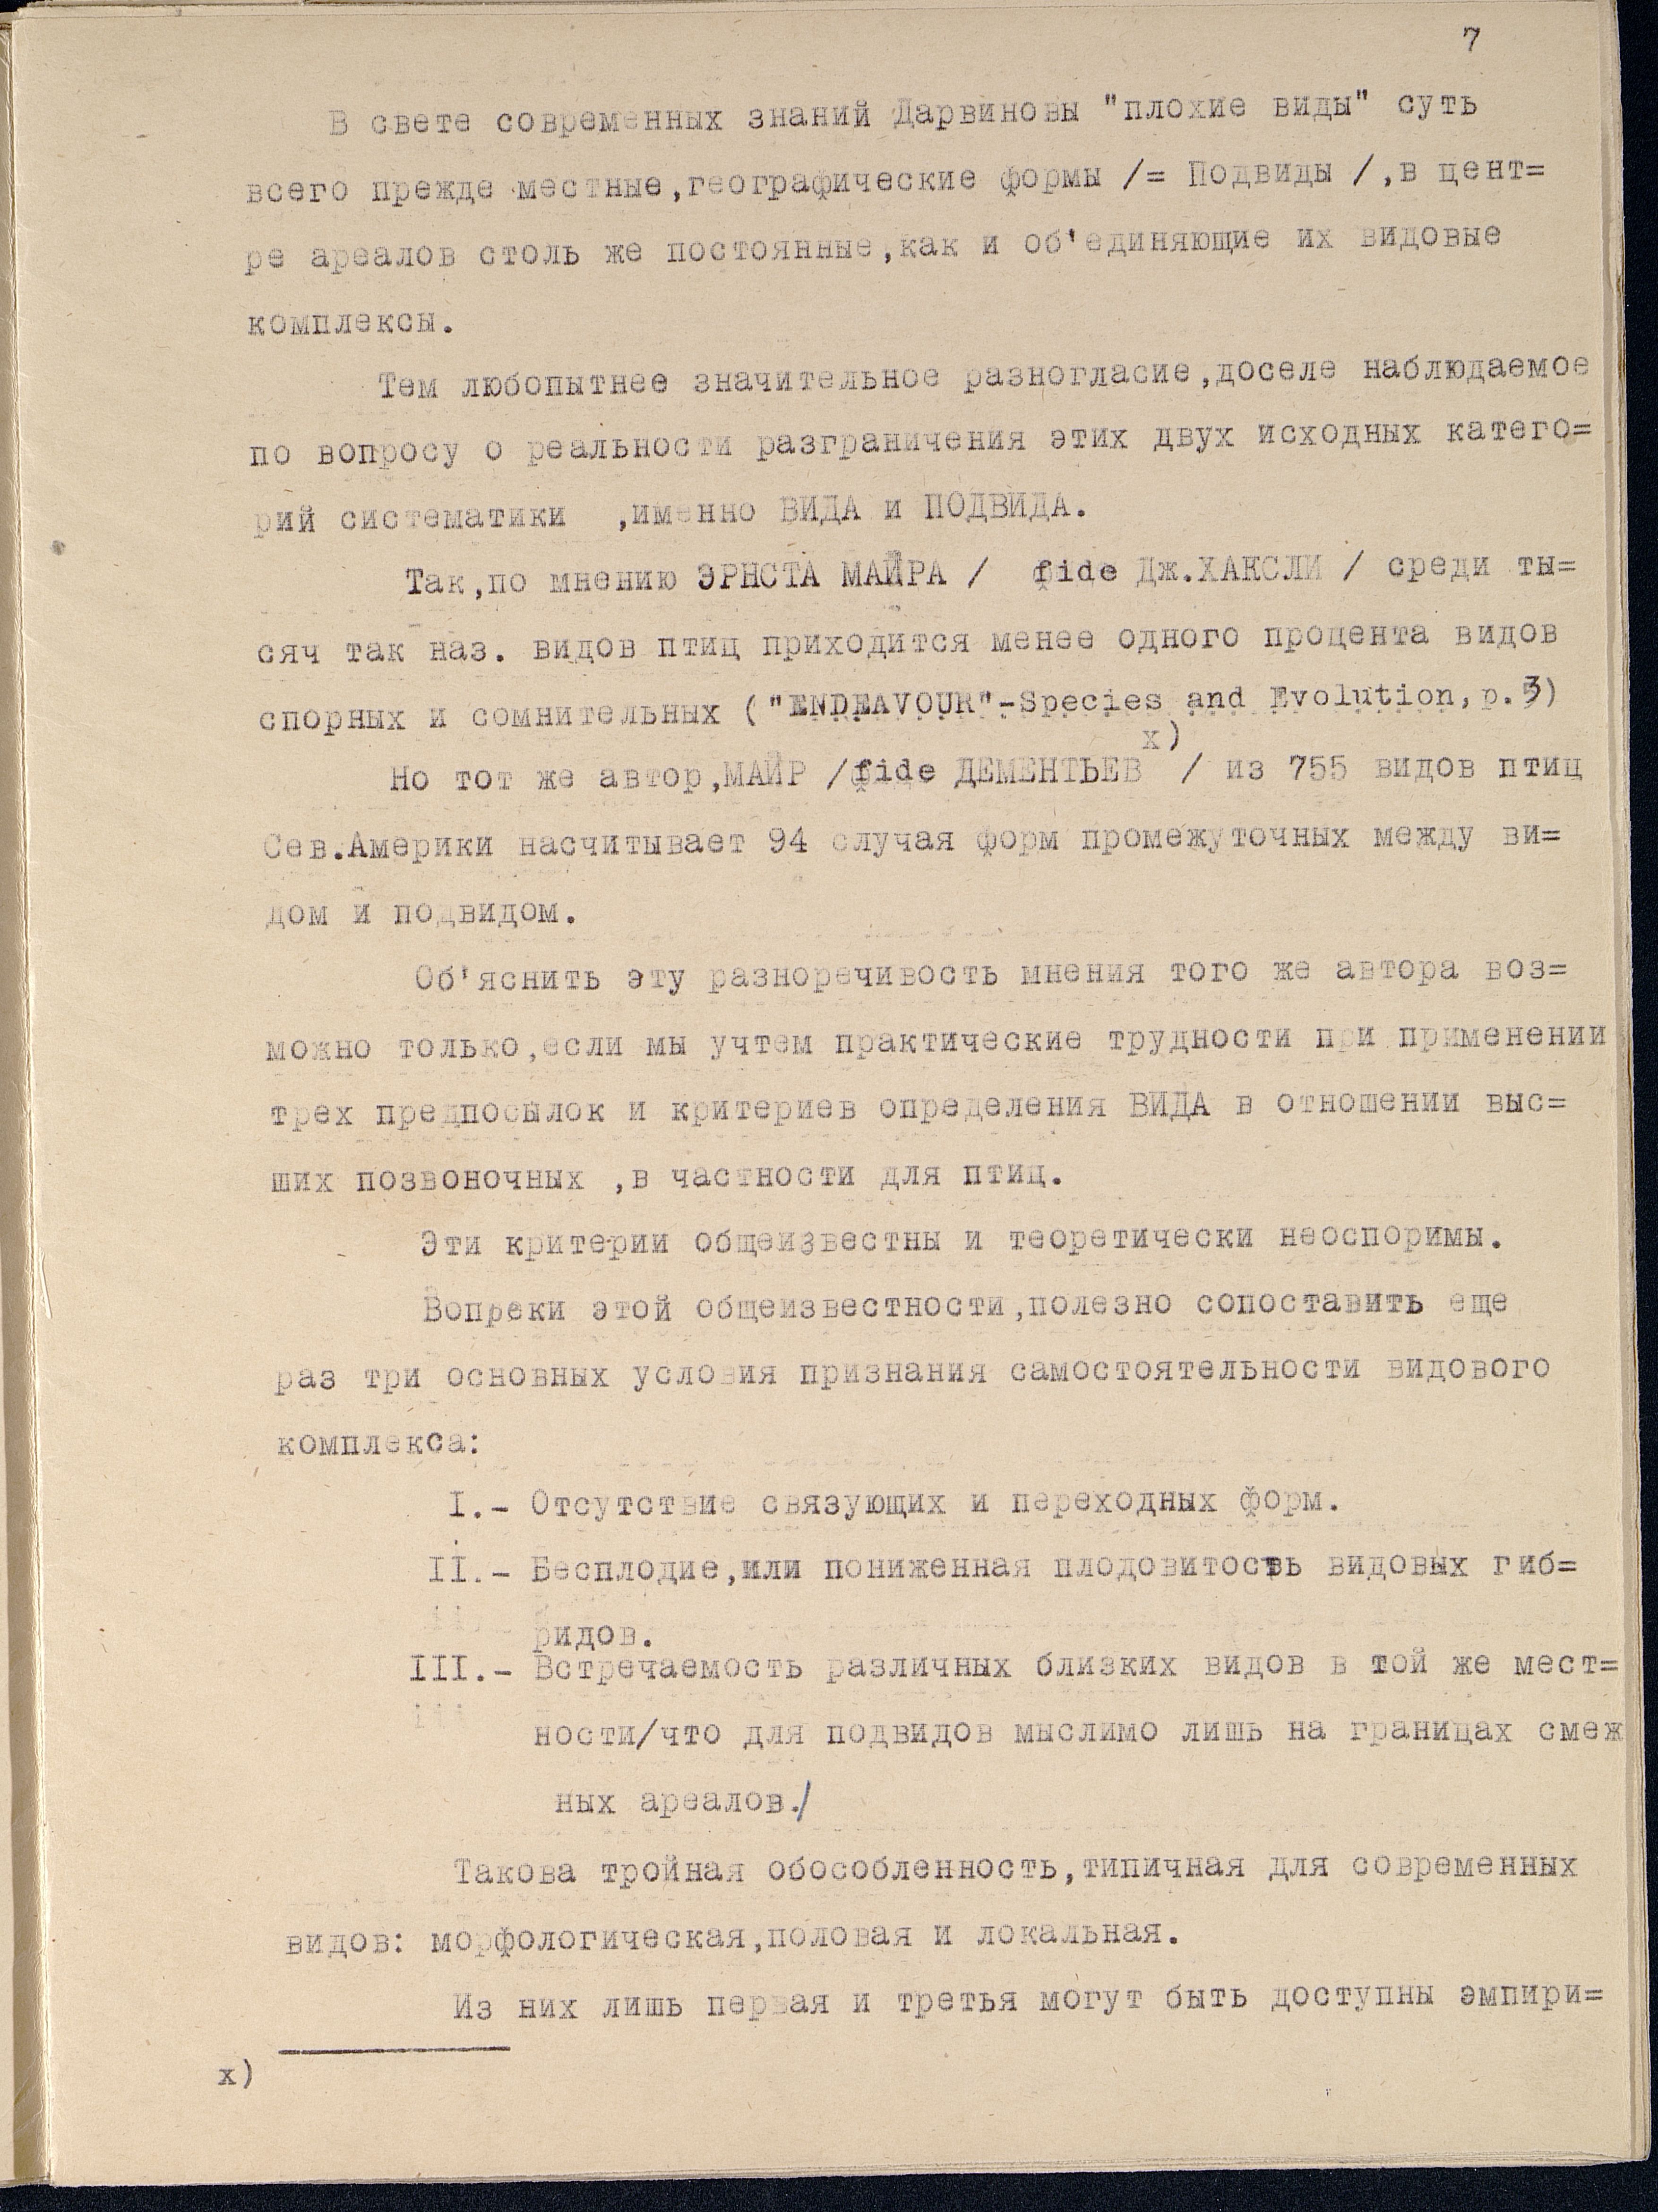 7
В свете современных знаний Дарвиновы "плохие виды" суть
всего прежде местные,географические формы /= Подвиды /,в цент=
ре ареалов столь же постоянные,как и об'единяющие их видовые
комплексы.
Тем любопытнее значительное разногласие,доселе наблюдаемое
по вопросу о реальности разграничения этих двух исходных катего=
рий систематики ,именно ВИДА и ПОДВИДА.
Так,по мнению ЭРНСТА МАЙРА / fide Дж.ХАКСЛИ / среди ты=
сяч так наз. видов птиц приходится менее одного процента видов
спорных и сомнительных ("ENDEAVOUR"-Species and Evolution, p.3)
Но тот же автор,МАЙР /fide ДЕМЕНТЬЕВ x) / из 755 видов птиц
Сев.Америки насчитывает 94 случая форм промежуточных между ви=
дом и подвидом.
Об'яснить эту разноречивость мнения того же автора воз=
можно только,если мы учтем практические трудности при применении
трех предпосылок и критериев определения ВИДА в отношении выс=
ших позвоночных ,в частности для птиц.
Эти критерии общеизвестны и теоретически неоспоримы.
Вопреки этой общеизвестности,полезно сопоставить еще
раз три основных условия признания самостоятельности видового
комплекса:
I.- Отсутствие связующих и переходных форм.
II.- Бесплодие,или пониженная плодовитость видовых гиб=
ридов.
III.- Встречаемость различных близких видов в той же мест=
ности/что для подвидов мыслимо лишь на границах смеж
ных ареалов./
Такова тройная обособленность,типичная для современных
видов: морфологическая,половая и локальная.
Из них лишь первая и третья могут быть доступны эмпири=
x)